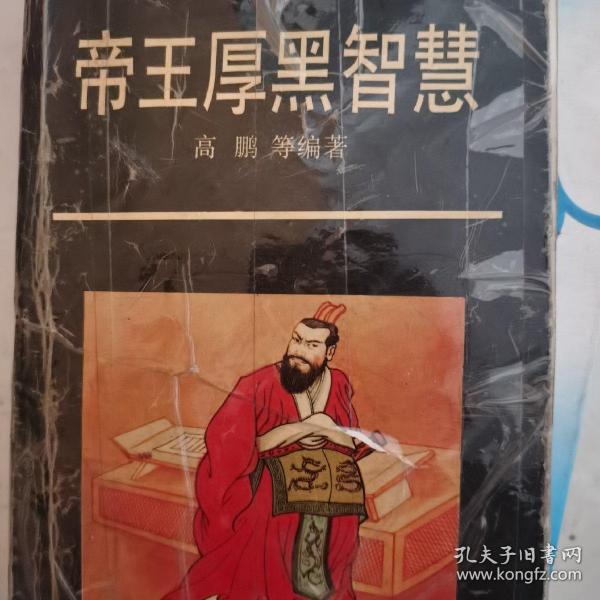 帝王厚黑智慧
高 鹏 等编著
孔夫子旧书网
www.kongfz.com